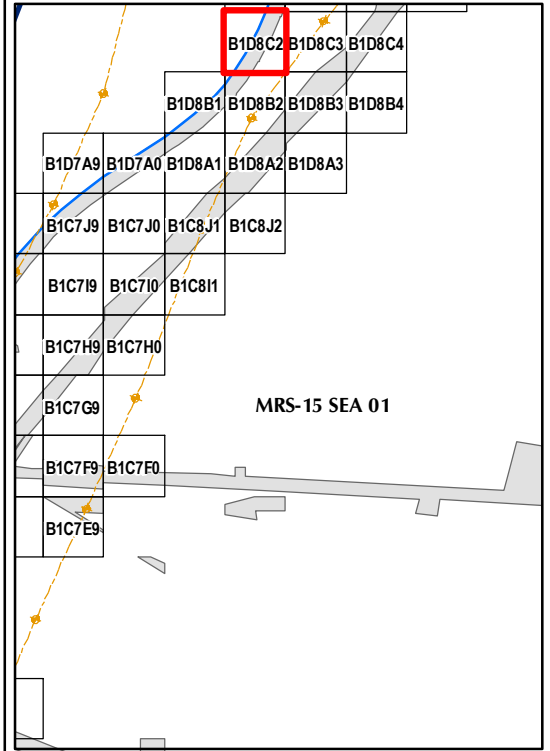 B1D8C2 B1D8C3 B1D8C4
B1D8B1 B1D8B2 B1D8B3 B1D8B4
B1D7A9 B1D7A0 B1D8A1 B1D8A2 B1D8A3
B1C7J9 B1C7J0 B1C8J1 B1C8J2
B1C7I9 B1C7I0 B1C8I1
B1C7H9 B1C7H0
MRS-15 SEA 01
B1C7G9
B1C7F9 B1C7F0
B1C7E9